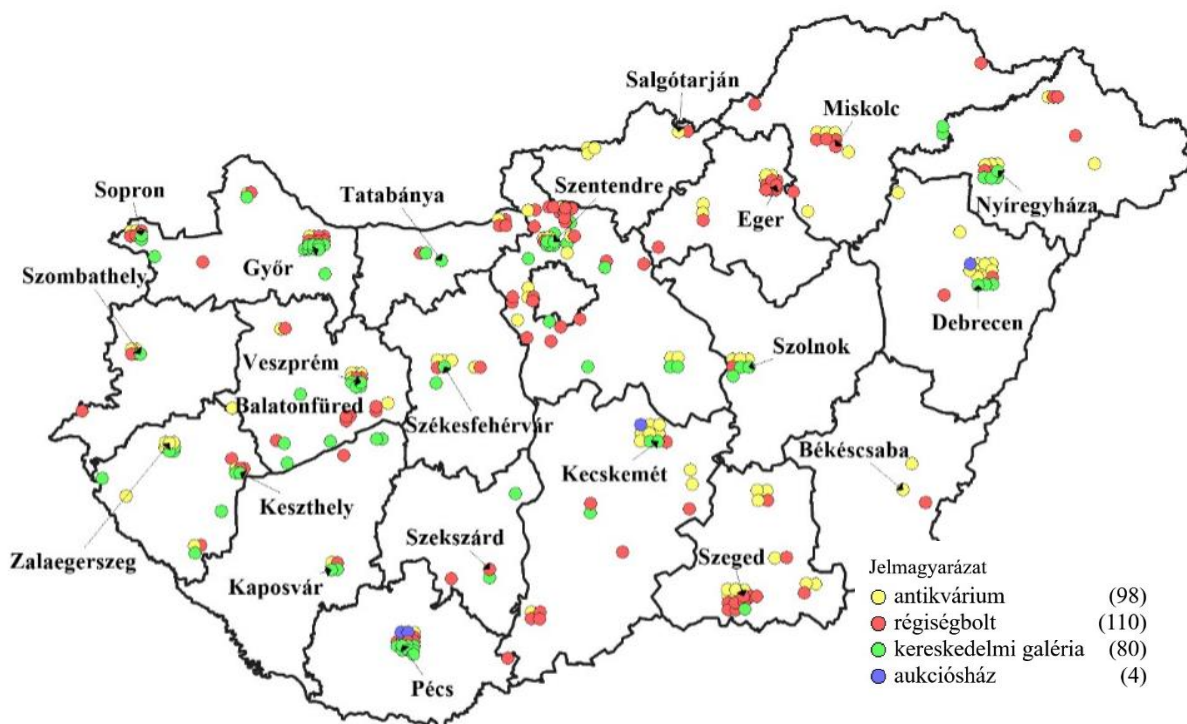 Salgótarján
Miskolc
Sopron
Tatabánya
Szentendre
Eger
Nyíregyháza
Szombathely
Győr
Debrecen
Veszprém
Szolnok
Balatonfüred
Székesfehérvár
Kecskemét
Békéscsaba
Keszthely
Szekszárd
Zalaegerszeg
Kaposvár
Szeged
Pécs
Jelmagyarázat
antikvárium (98)
régiségbolt (110)
kereskedelmi galéria (80)
aukciósház (4)